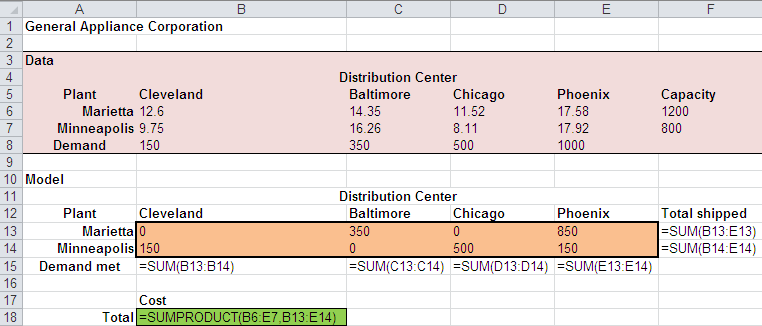 A B C D E F
1 General Appliance Corporation
2
3 Data
4 Distribution Center
5 Plant Cleveland Baltimore Chicago Phoenix Capacity
6 Marietta 12.6 14.35 11.52 17.58 1200
7 Minneapolis 9.75 16.26 8.11 17.92 800
8 Demand 150 350 500 1000
9
10 Model
11 Distribution Center
12 Plant Cleveland Baltimore Chicago Phoenix Total shipped
13 Marietta 0 350 0 850 =SUM(B13:E13)
14 Minneapolis 150 0 500 150 =SUM(B14:E14)
15 Demand met =SUM(B13:B14) =SUM(C13:C14) =SUM(D13:D14) =SUM(E13:E14)
16
17 Cost
18 Total =SUMPRODUCT(B6:E7,B13:E14)